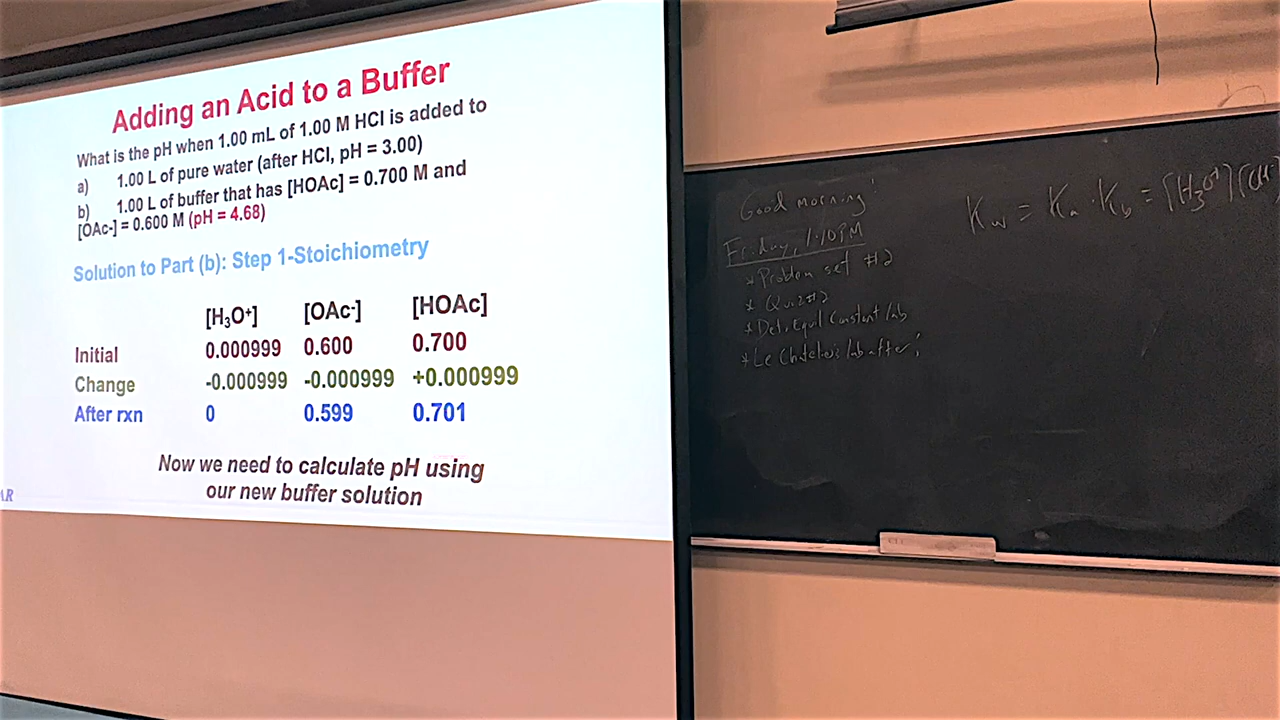 Adding an Acid to a Buffer
What is the pH when 1.00 mL of 1.00 M HCl is added to
a) 1.00 L of pure water (after HCl, pH = 3.00)
b) 1.00 L of buffer that has [HOAc] = 0.700 M and
[OAc-] = 0.600 M (pH = 4.68)
Solution to Part (b): Step 1-Stoichiometry
[H₃O⁺] [OAc⁻] [HOAc]
Initial 0.000999 0.600 0.700
Change -0.000999 -0.000999 +0.000999
After rxn 0 0.599 0.701
Now we need to calculate pH using
our new buffer solution
Good morning!
Friday, 1:10PM
* Problem set #2
* Quiz #2
* Det. Equil Constant lab
* Le Chatelier's lab after!
Kw = Ka · Kb = [H₃O⁺][OH